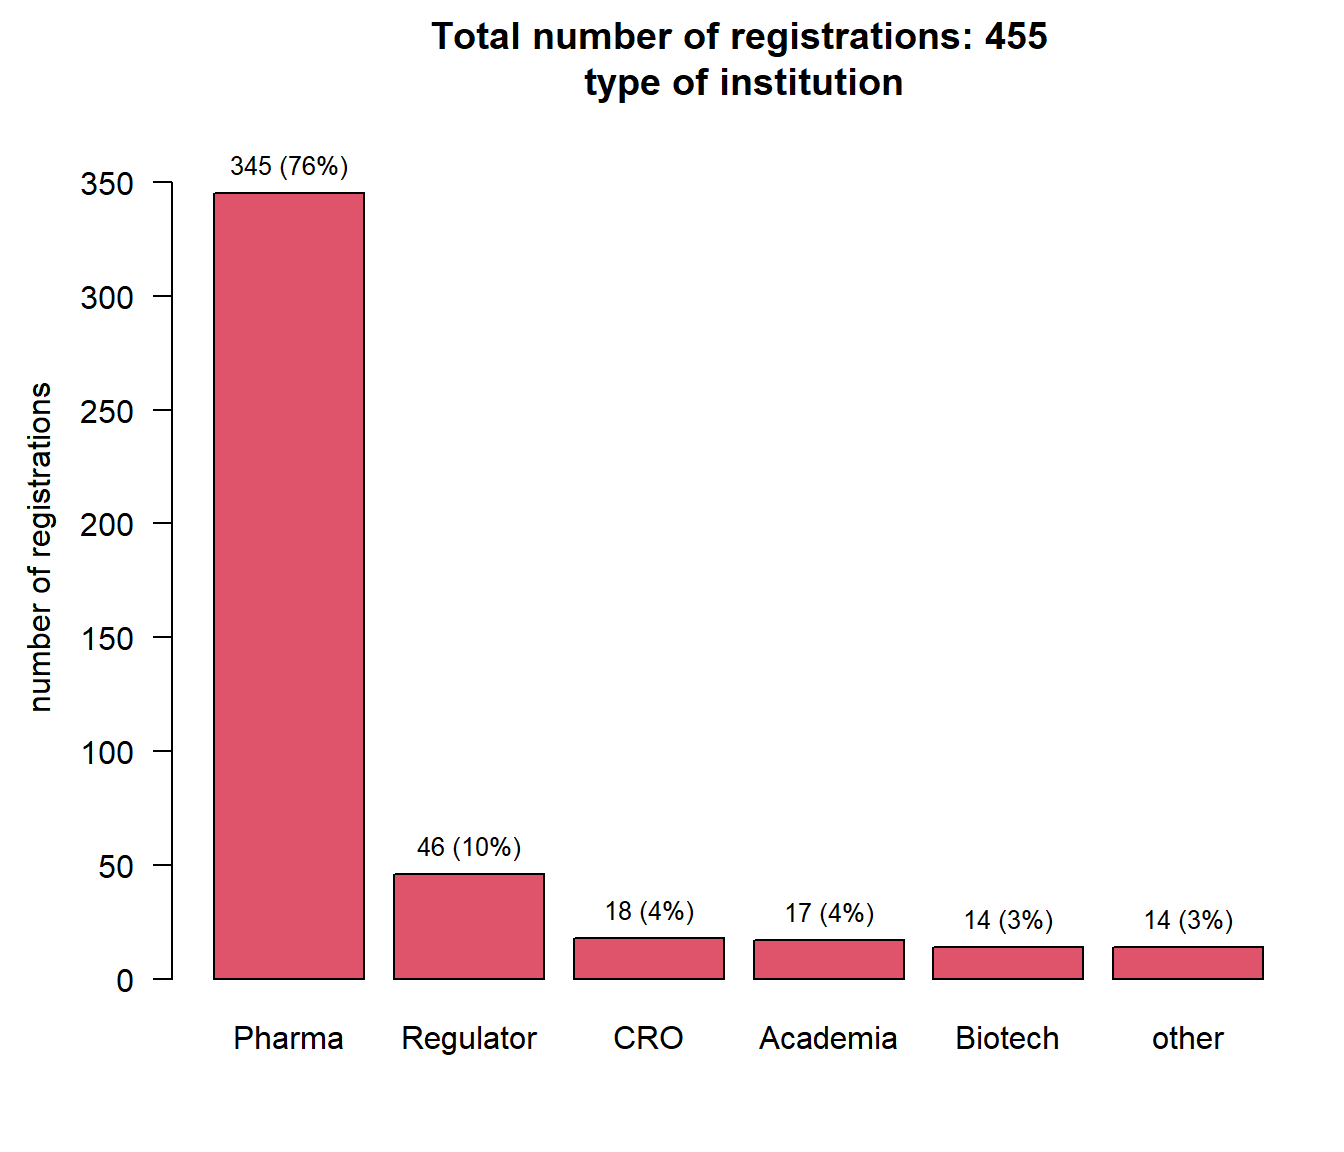 Total number of registrations: 455
type of institution
345 (76%)
350
300
250
200
150
100
50
0
number of registrations
46 (10%)
18 (4%)
17 (4%)
14 (3%)
14 (3%)
Pharma
Regulator
CRO
Academia
Biotech
other